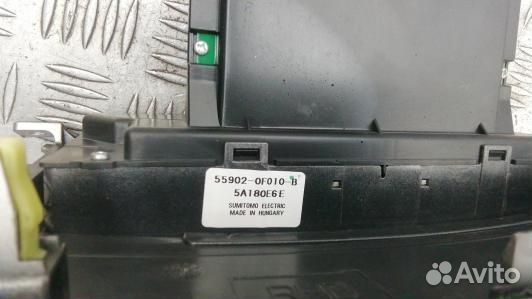 55902-0F010-B
5A180E6E
SUMITOMO ELECTRIC
MADE IN HUNGARY
Avito